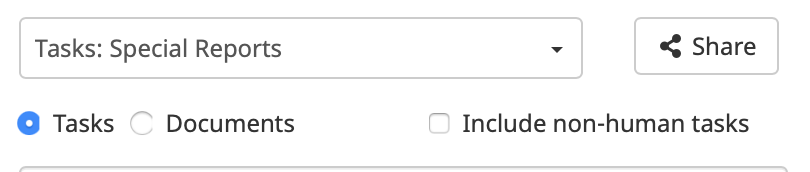 Tasks: Special Reports
Share
Tasks
Documents
Include non-human tasks